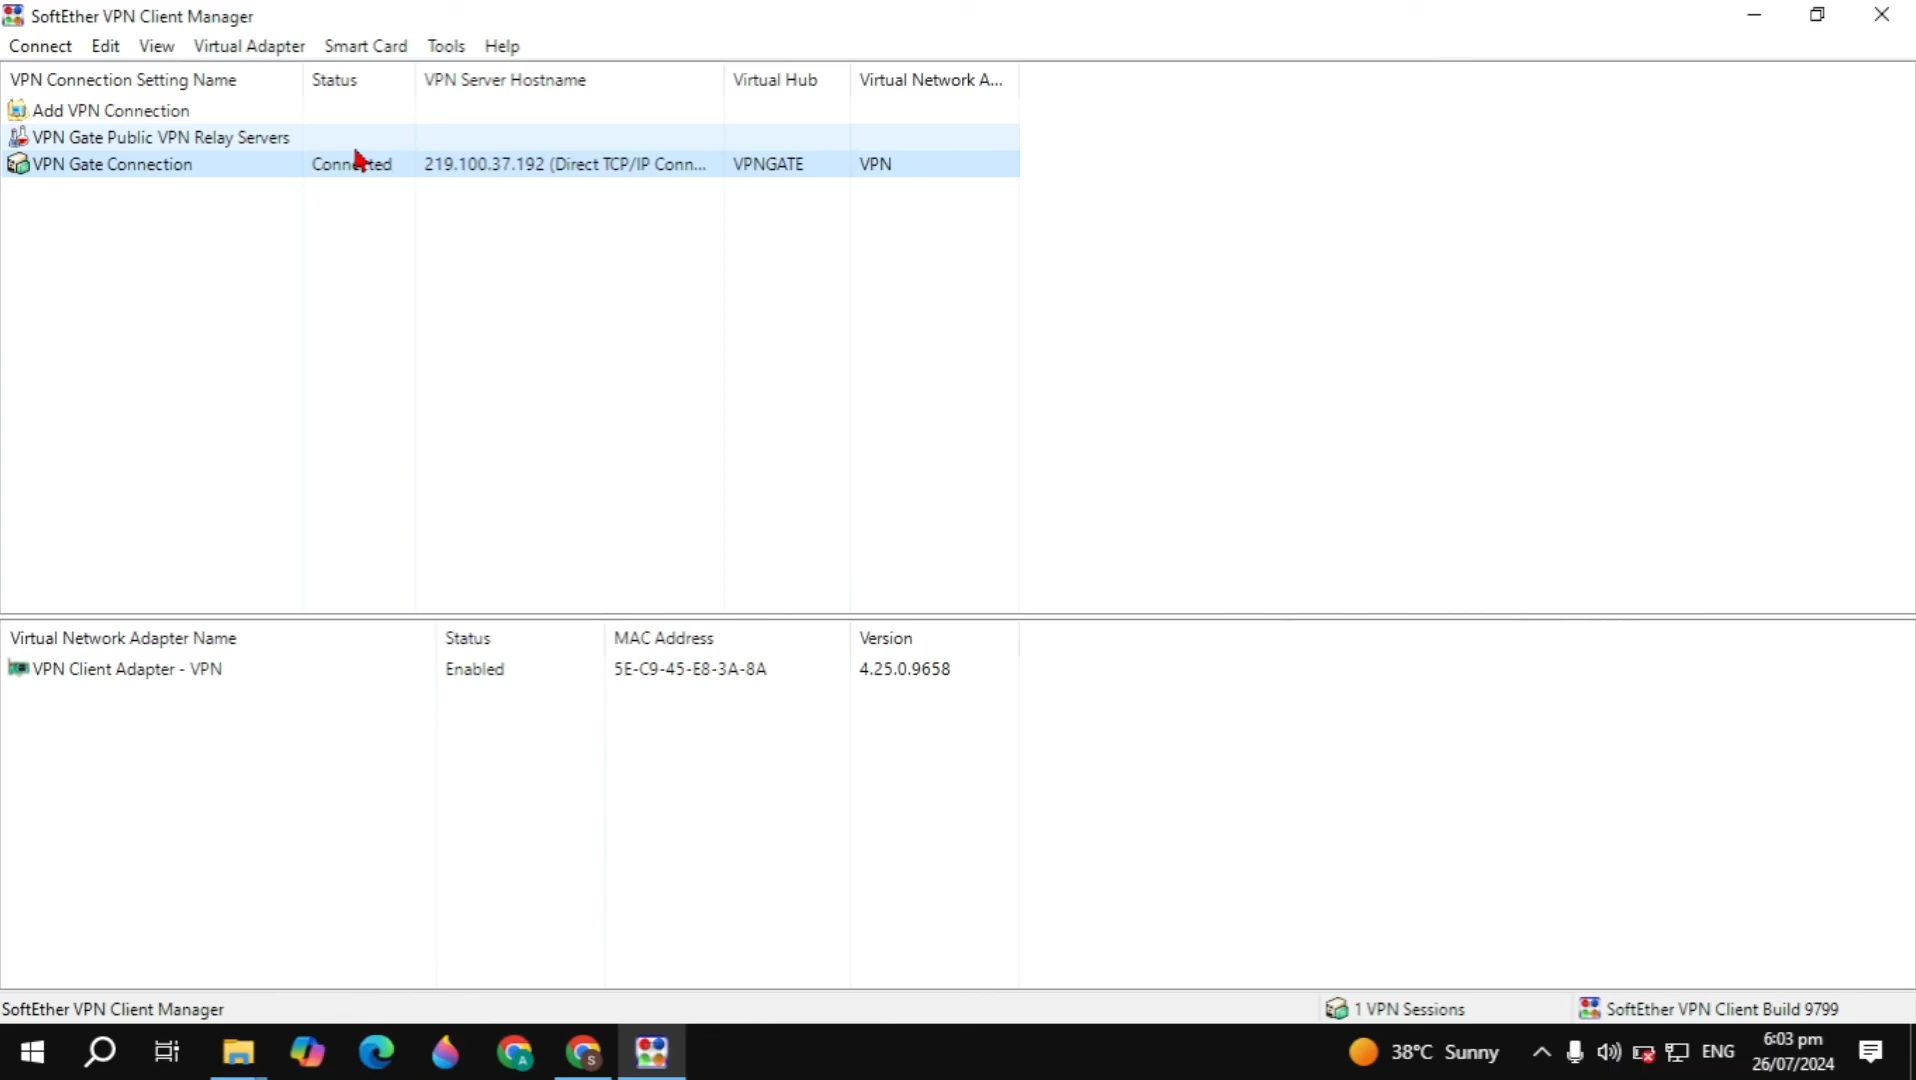 SoftEther VPN Client Manager
Connect Edit View Virtual Adapter Smart Card Tools Help
VPN Connection Setting Name Status VPN Server Hostname Virtual Hub Virtual Network A...
Add VPN Connection
VPN Gate Public VPN Relay Servers
VPN Gate Connection Connected 219.100.37.192 (Direct TCP/IP Conn... VPNGATE VPN
Virtual Network Adapter Name Status MAC Address Version
VPN Client Adapter - VPN Enabled 5E-C9-45-E8-3A-8A 4.25.0.9658
SoftEther VPN Client Manager 1 VPN Sessions SoftEther VPN Client Build 9799
A S 38°C Sunny ENG 6:03 pm
26/07/2024